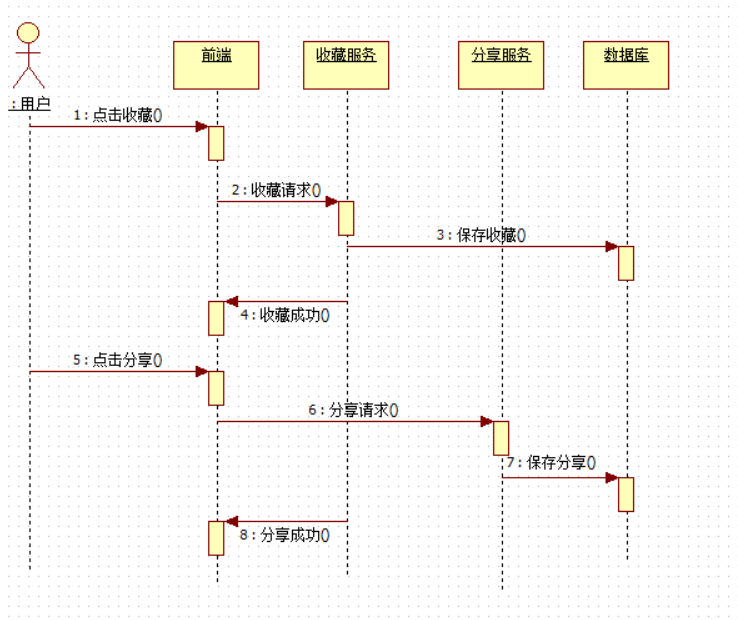 前端
收藏服务
分享服务
数据库
:用户
1:点击收藏()
2:收藏请求()
3:保存收藏()
4:收藏成功()
5:点击分享()
6:分享请求()
7:保存分享()
8:分享成功()